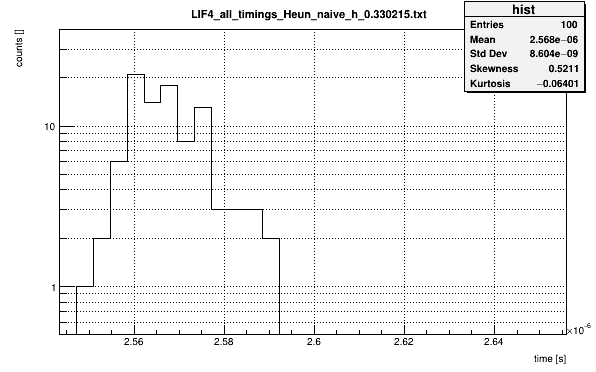 LIF4_all_timings_Heun_naive_h_0.330215.txt
hist
Entries 100
Mean 2.568e−06
Std Dev 8.604e−09
Skewness 0.5211
Kurtosis −0.06401
counts []
10
1
2.56 2.58 2.6 2.62 2.64
×10⁻⁶
time [s]